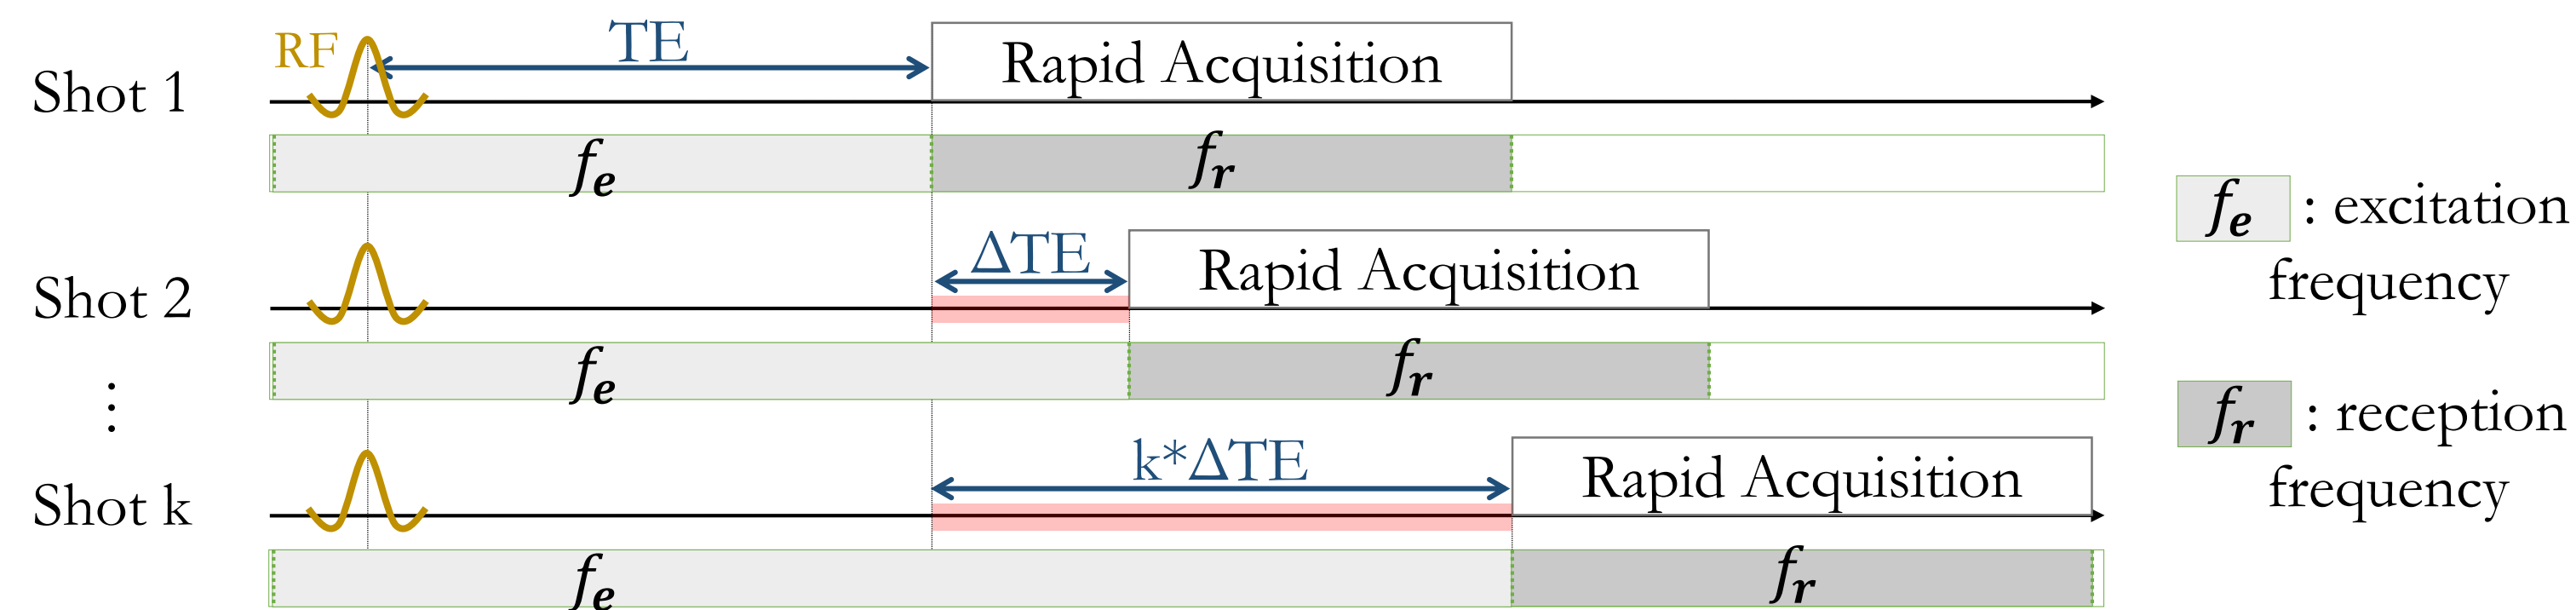 RF
TE
Shot 1
Rapid Acquisition
fe
fr
ΔTE
Shot 2
Rapid Acquisition
fe
fr
⋮
k*ΔTE
Shot k
Rapid Acquisition
fe
fr
fe : excitation
frequency
fr : reception
frequency